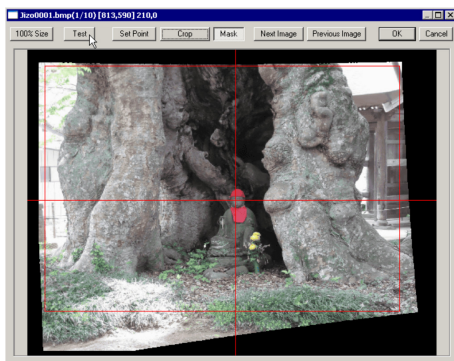 Jizo0001.bmp(1/10) [813,590] 210,0
100% Size Test Set Point Crop Mask Next Image Previous Image OK Cancel